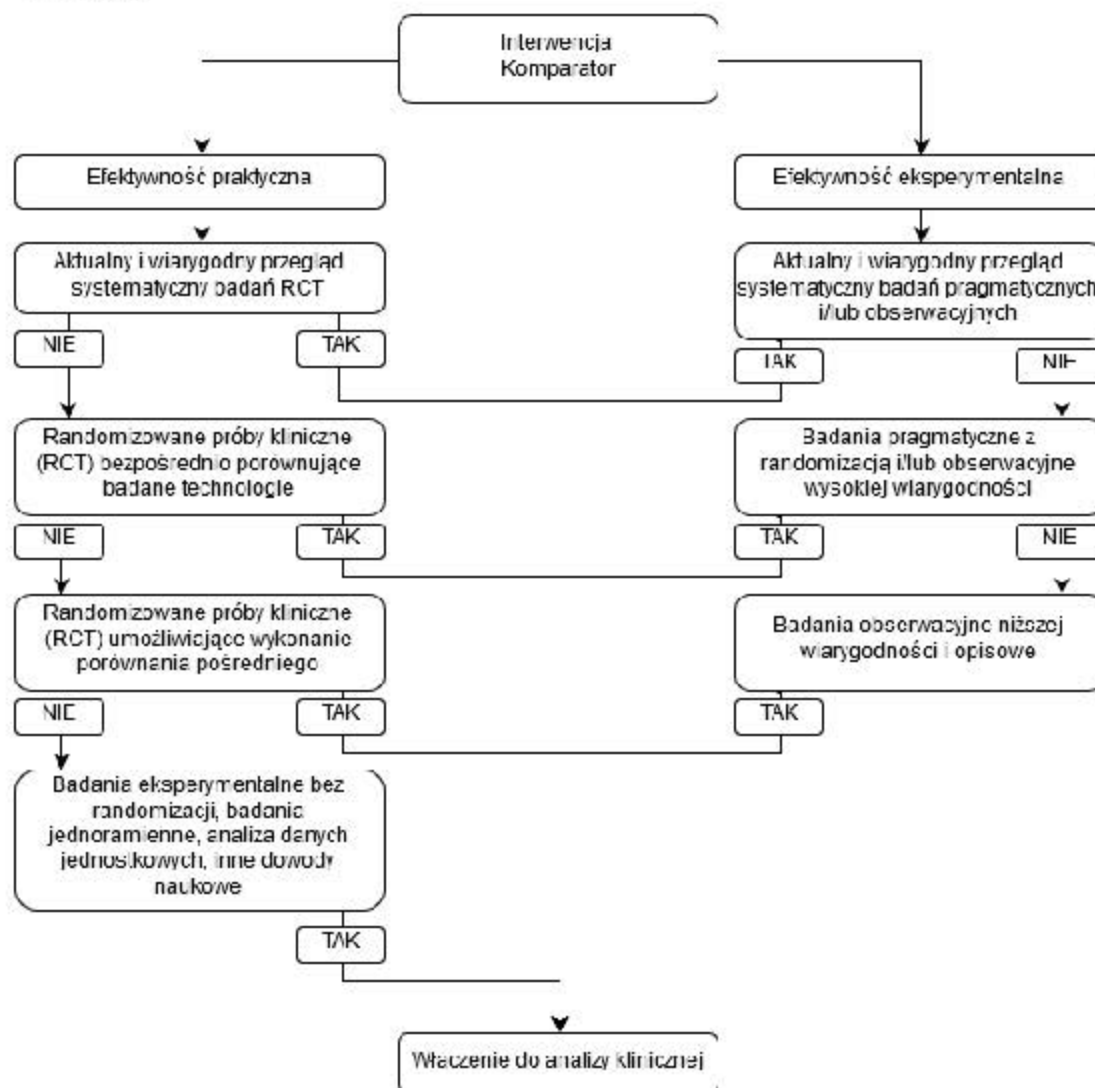 Interwencja
Komparator
Efektywność praktyczna
Efektywność eksperymentalna
Aktualny i wiarygodny przegląd
systematyczny badań RCT
Aktualny i wiarygodny przegląd
systematyczny badań pragmatycznych
i/lub obserwacyjnych
NIE
TAK
TAK
NIE
Randomizowane próby kliniczne
(RCT) bezpośrednio porównujące
badane technologie
Badania pragmatyczne z
randomizacją i/lub obserwacyjne
wysokiej wiarygodności
NIE
TAK
TAK
NIE
Randomizowane próby kliniczne
(RCT) umożliwiające wykonanie
porównania pośredniego
Badania obserwacyjne niższej
wiarygodności i opisowe
NIE
TAK
TAK
Badania eksperymentalne bez
randomizacji, badania
jednoramienne, analiza danych
jednostkowych, inne dowody
naukowe
TAK
Włączenie do analizy klinicznej